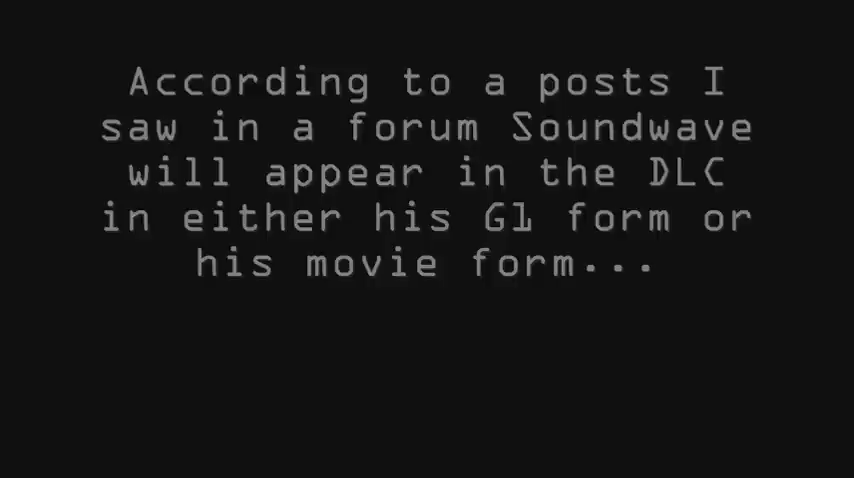 According to a posts I
saw in a forum Soundwave
will appear in the DLC
in either his G1 form or
his movie form...